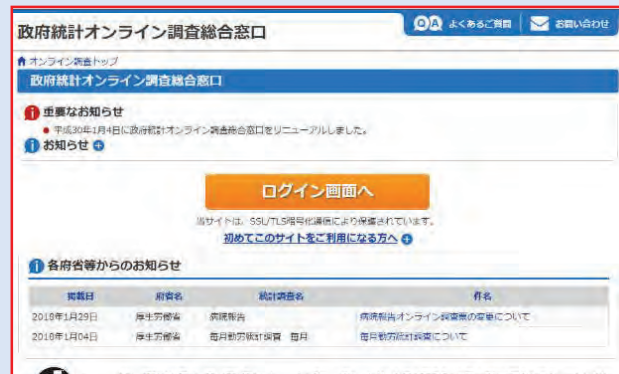 政府統計オンライン調査総合窓口
QA よくあるご質問
お問い合わせ
オンライン調査トップ
政府統計オンライン調査総合窓口
重要なお知らせ
平成30年1月4日に政府統計オンライン調査総合窓口をリニューアルしました。
お知らせ
ログイン画面へ
当サイトは、SSL/TLS暗号化通信により保護されています。
初めてこのサイトをご利用になる方へ
各府省等からのお知らせ
掲載日 府省名 統計調査名 件名
2018年1月29日 厚生労働省 病院報告 病院報告オンライン調査票の変更について
2018年1月04日 厚生労働省 毎月勤労統計調査 毎月 毎月勤労統計調査について